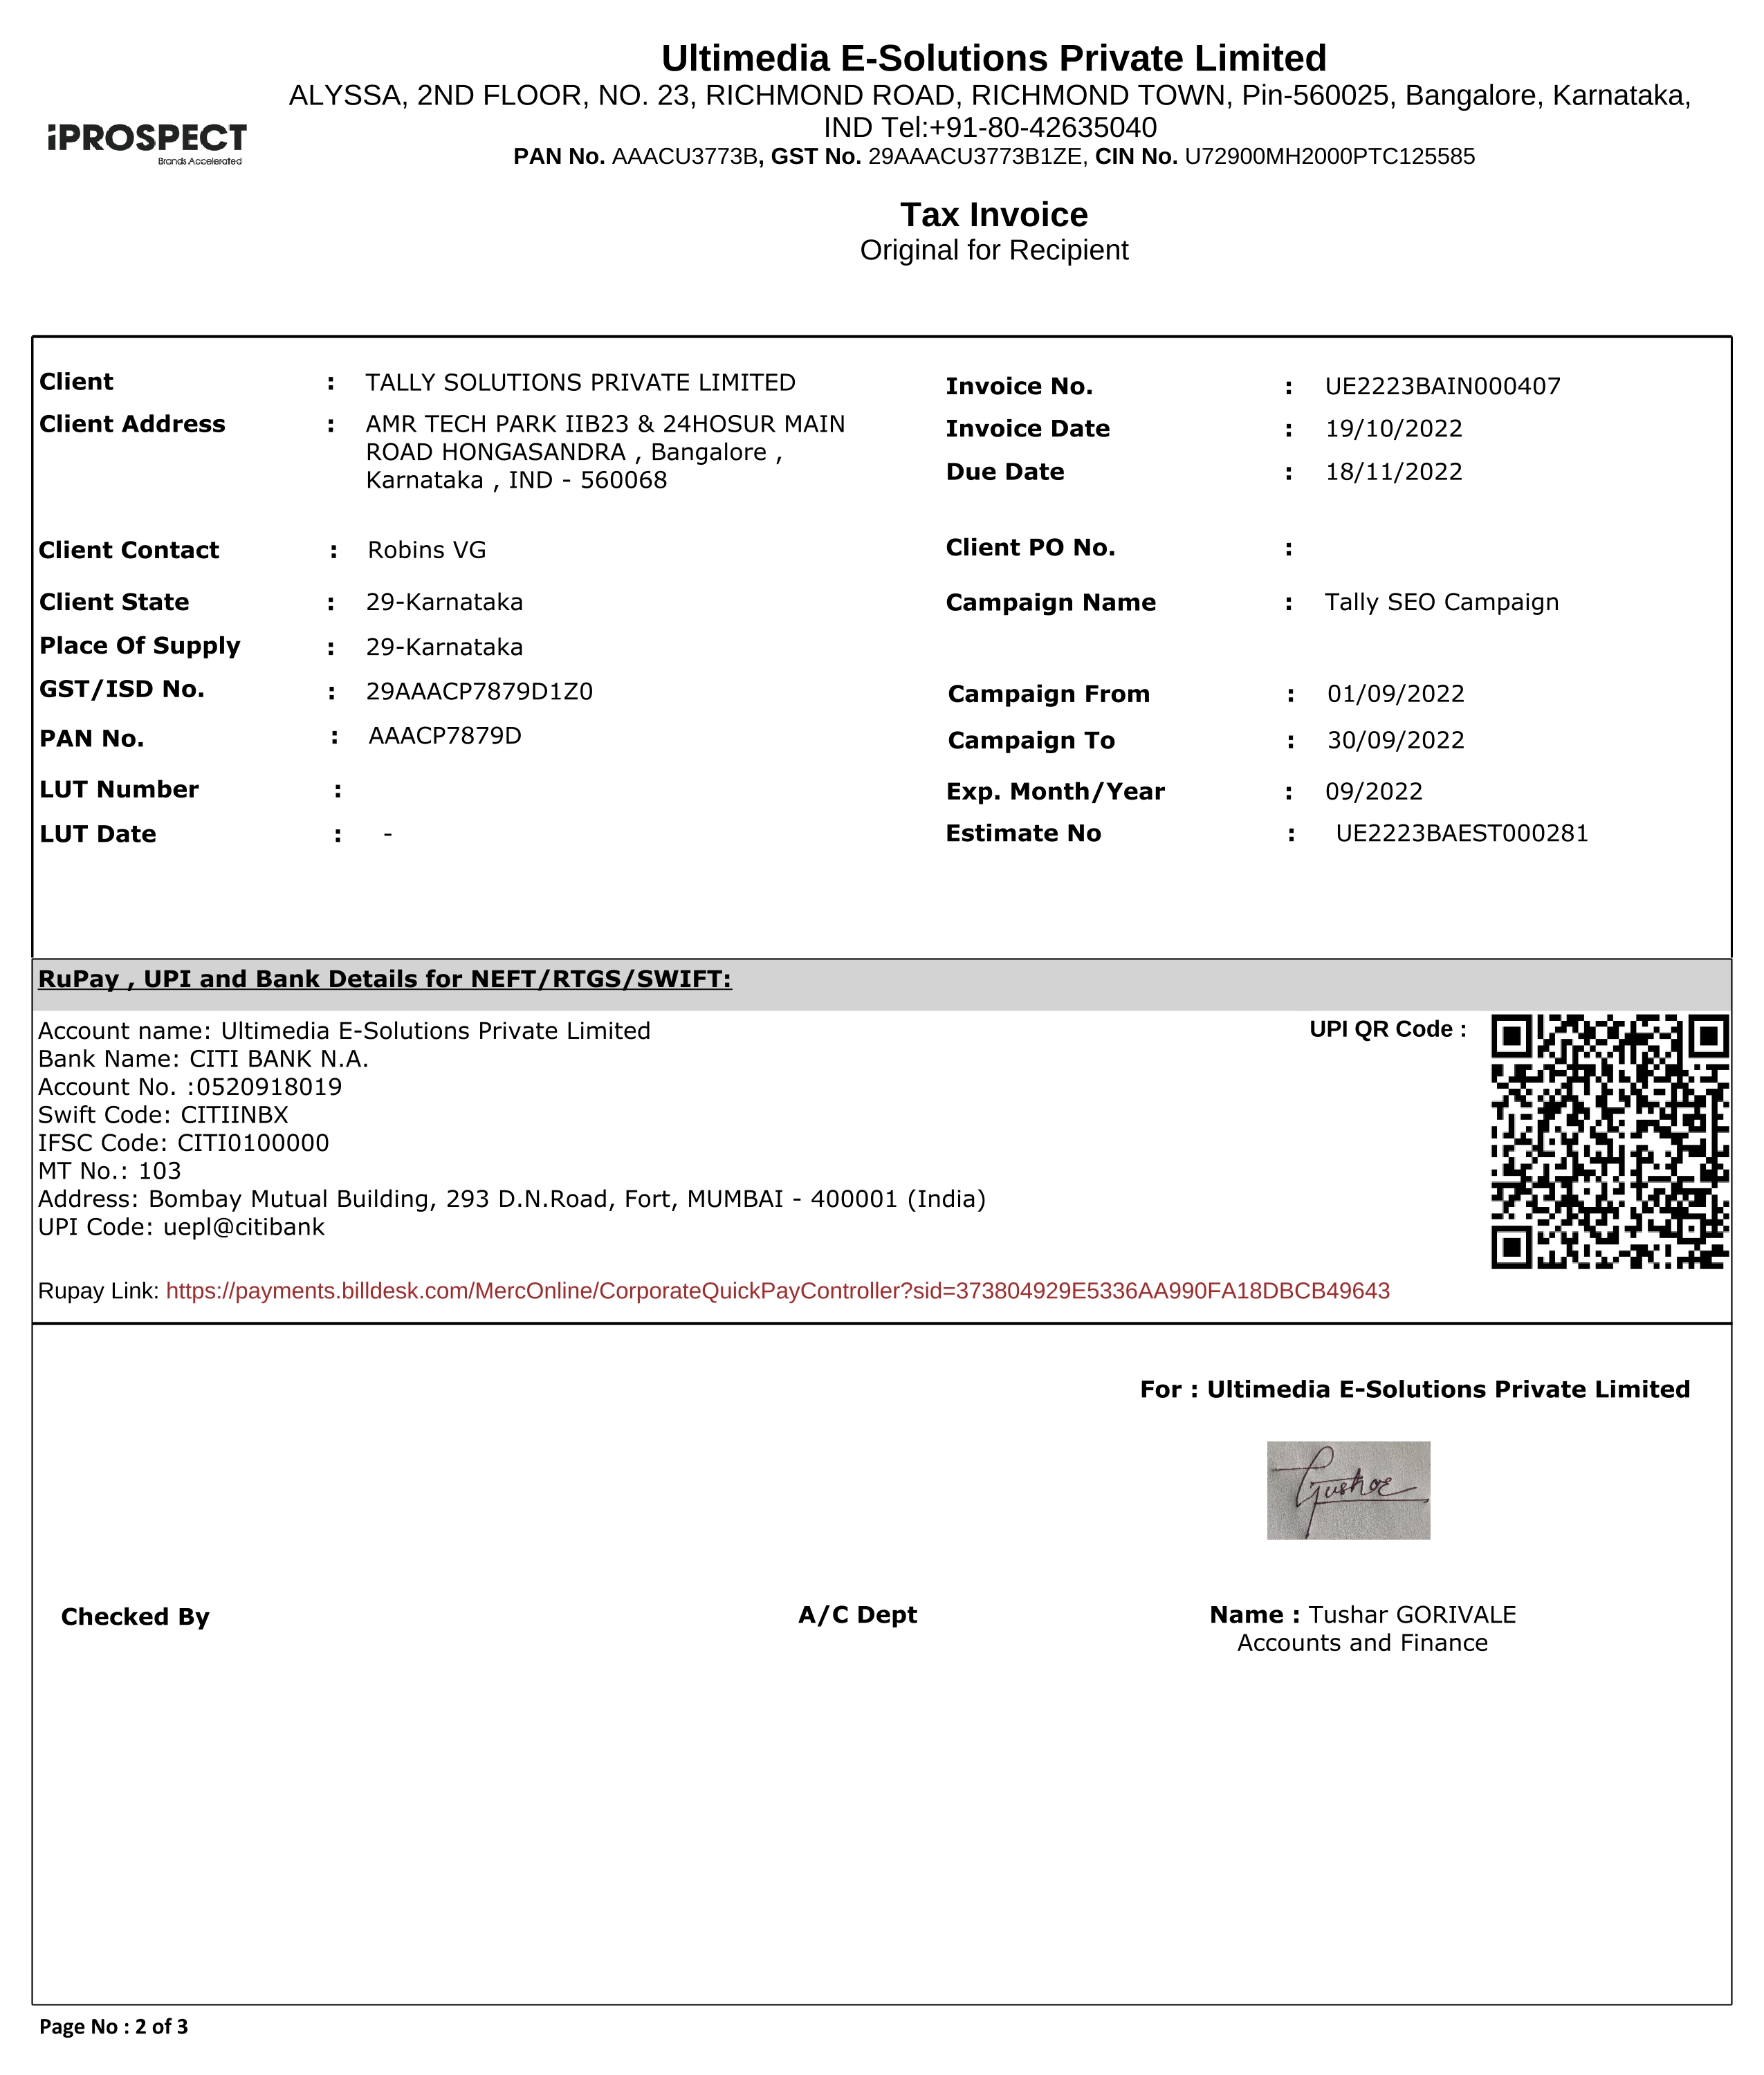 Ultimedia E-Solutions Private Limited
ALYSSA, 2ND FLOOR, NO. 23, RICHMOND ROAD, RICHMOND TOWN, Pin-560025, Bangalore, Karnataka,
IND Tel:+91-80-42635040
PAN No. AAACU3773B, GST No. 29AAACU3773B1ZE, CIN No. U72900MH2000PTC125585
iPROSPECT
Brands Accelerated
Tax Invoice
Original for Recipient
Client : TALLY SOLUTIONS PRIVATE LIMITED
Client Address : AMR TECH PARK IIB23 & 24HOSUR MAIN
ROAD HONGASANDRA , Bangalore ,
Karnataka , IND - 560068
Client Contact : Robins VG
Client State : 29-Karnataka
Place Of Supply : 29-Karnataka
GST/ISD No. : 29AAACP7879D1Z0
PAN No. : AAACP7879D
LUT Number :
LUT Date : -
Invoice No. : UE2223BAIN000407
Invoice Date : 19/10/2022
Due Date : 18/11/2022
Client PO No. :
Campaign Name : Tally SEO Campaign
Campaign From : 01/09/2022
Campaign To : 30/09/2022
Exp. Month/Year : 09/2022
Estimate No : UE2223BAEST000281
RuPay , UPI and Bank Details for NEFT/RTGS/SWIFT:
Account name: Ultimedia E-Solutions Private Limited
Bank Name: CITI BANK N.A.
Account No. :0520918019
Swift Code: CITIINBX
IFSC Code: CITI0100000
MT No.: 103
Address: Bombay Mutual Building, 293 D.N.Road, Fort, MUMBAI - 400001 (India)
UPI Code: uepl@citibank
UPI QR Code :
Rupay Link: https://payments.billdesk.com/MercOnline/CorporateQuickPayController?sid=373804929E5336AA990FA18DBCB49643
For : Ultimedia E-Solutions Private Limited
Tushar
Checked By
A/C Dept
Name : Tushar GORIVALE
Accounts and Finance
Page No : 2 of 3